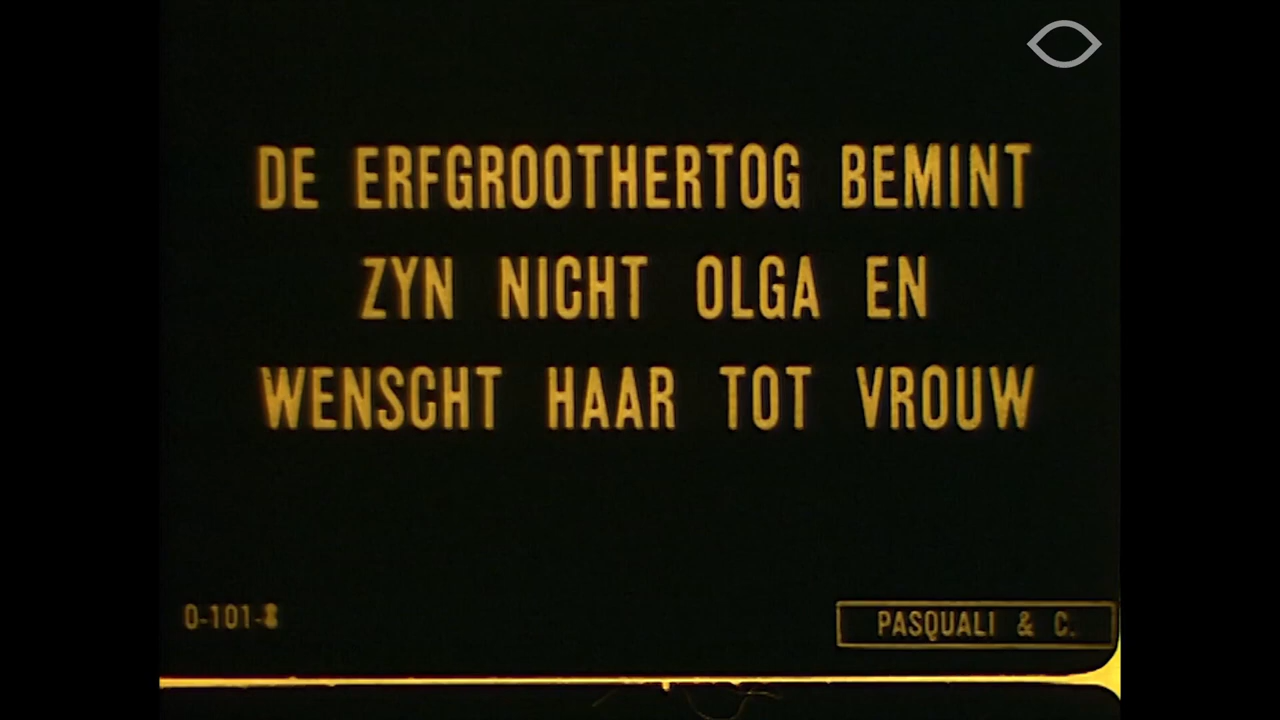 DE ERFGROOTHERTOG BEMINT
ZYN NICHT OLGA EN
WENSCHT HAAR TOT VROUW
0-101-8
PASQUALI & C.